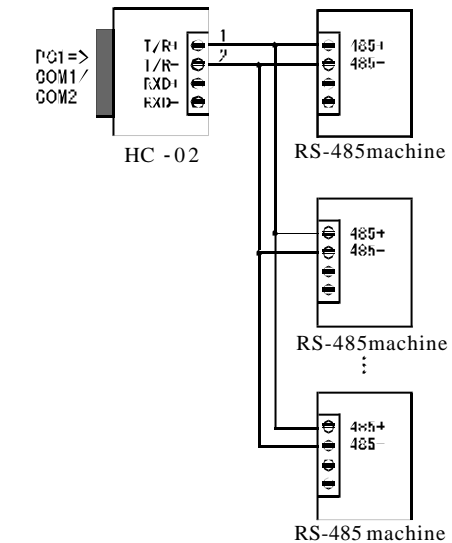 COM1/
COM2
T/R+
T/R-
RXD+
RXD-
HC -02
1
2
485+
485-
RS-485machine
485+
485-
RS-485machine
485+
485-
RS-485 machine